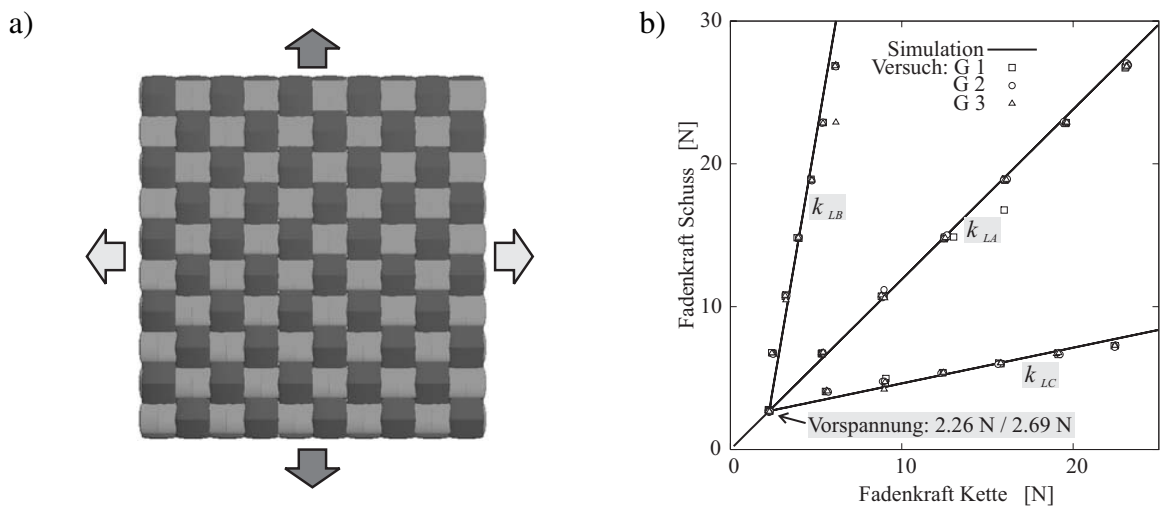 a)
b)
30
Simulation
Versuch: G 1
G 2
G 3
20
k LB
k LA
10
k LC
Vorspannung: 2.26 N / 2.69 N
0
0 10 20
Fadenkraft Schuss [N]
Fadenkraft Kette [N]